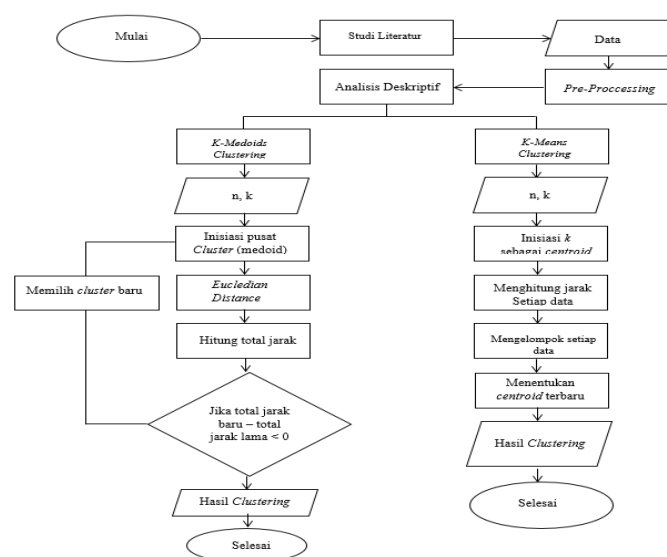 Mulai
Studi Literatur
Data
Pre-Proccessing
Analisis Deskriptif
K-Medoids
Clustering
n, k
Inisiasi pusat
Cluster (medoid)
Memilih cluster baru
Eucledian
Distance
Hitung total jarak
Jika total jarak
baru – total
jarak lama < 0
Hasil Clustering
Selesai
K-Means
Clustering
n, k
Inisiasi k
sebagai centroid
Menghitung jarak
Setiap data
Mengelompok setiap
data
Menentukan
centroid terbaru
Hasil Clustering
Selesai